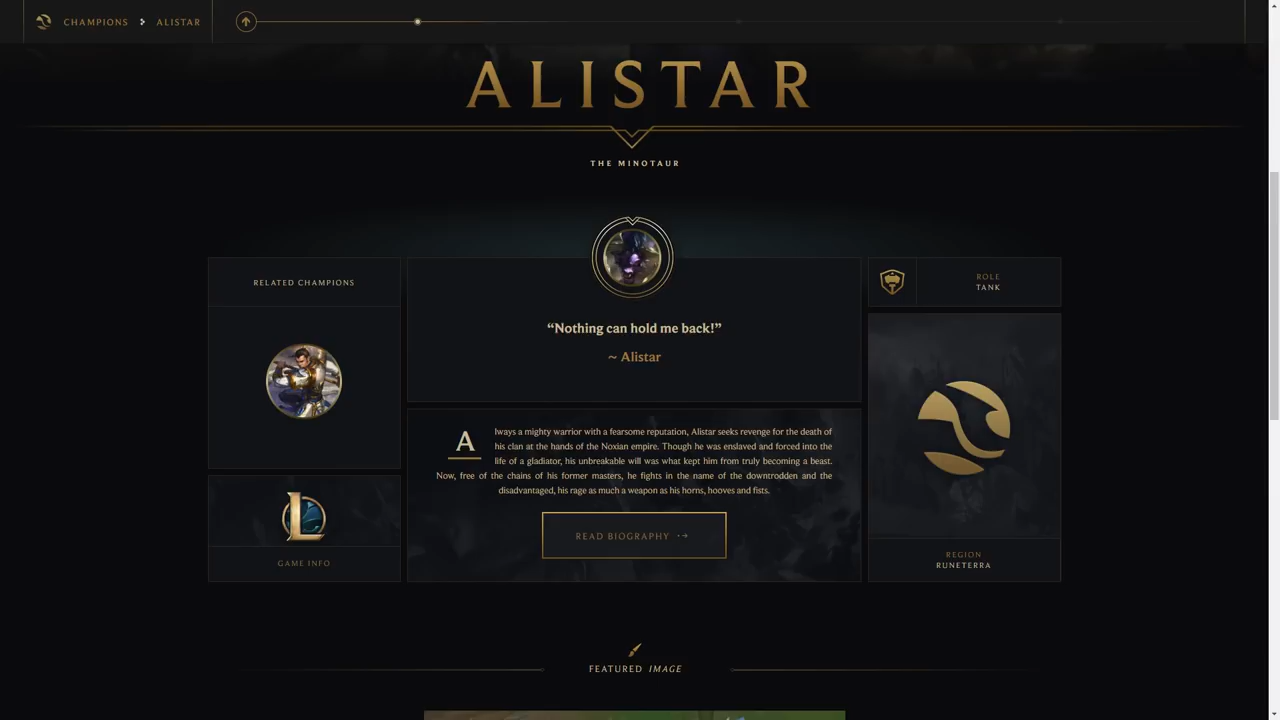 CHAMPIONS
ALISTAR
ALISTAR
THE MINOTAUR
RELATED CHAMPIONS
GAME INFO
“Nothing can hold me back!”
~ Alistar
Always a mighty warrior with a fearsome reputation, Alistar seeks revenge for the death of
his clan at the hands of the Noxian empire. Though he was enslaved and forced into the
life of a gladiator, his unbreakable will was what kept him from truly becoming a beast.
Now, free of the chains of his former masters, he fights in the name of the downtrodden and the
disadvantaged, his rage as much a weapon as his horns, hooves and fists.
READ BIOGRAPHY
ROLE
TANK
REGION
RUNETERRA
FEATURED IMAGE